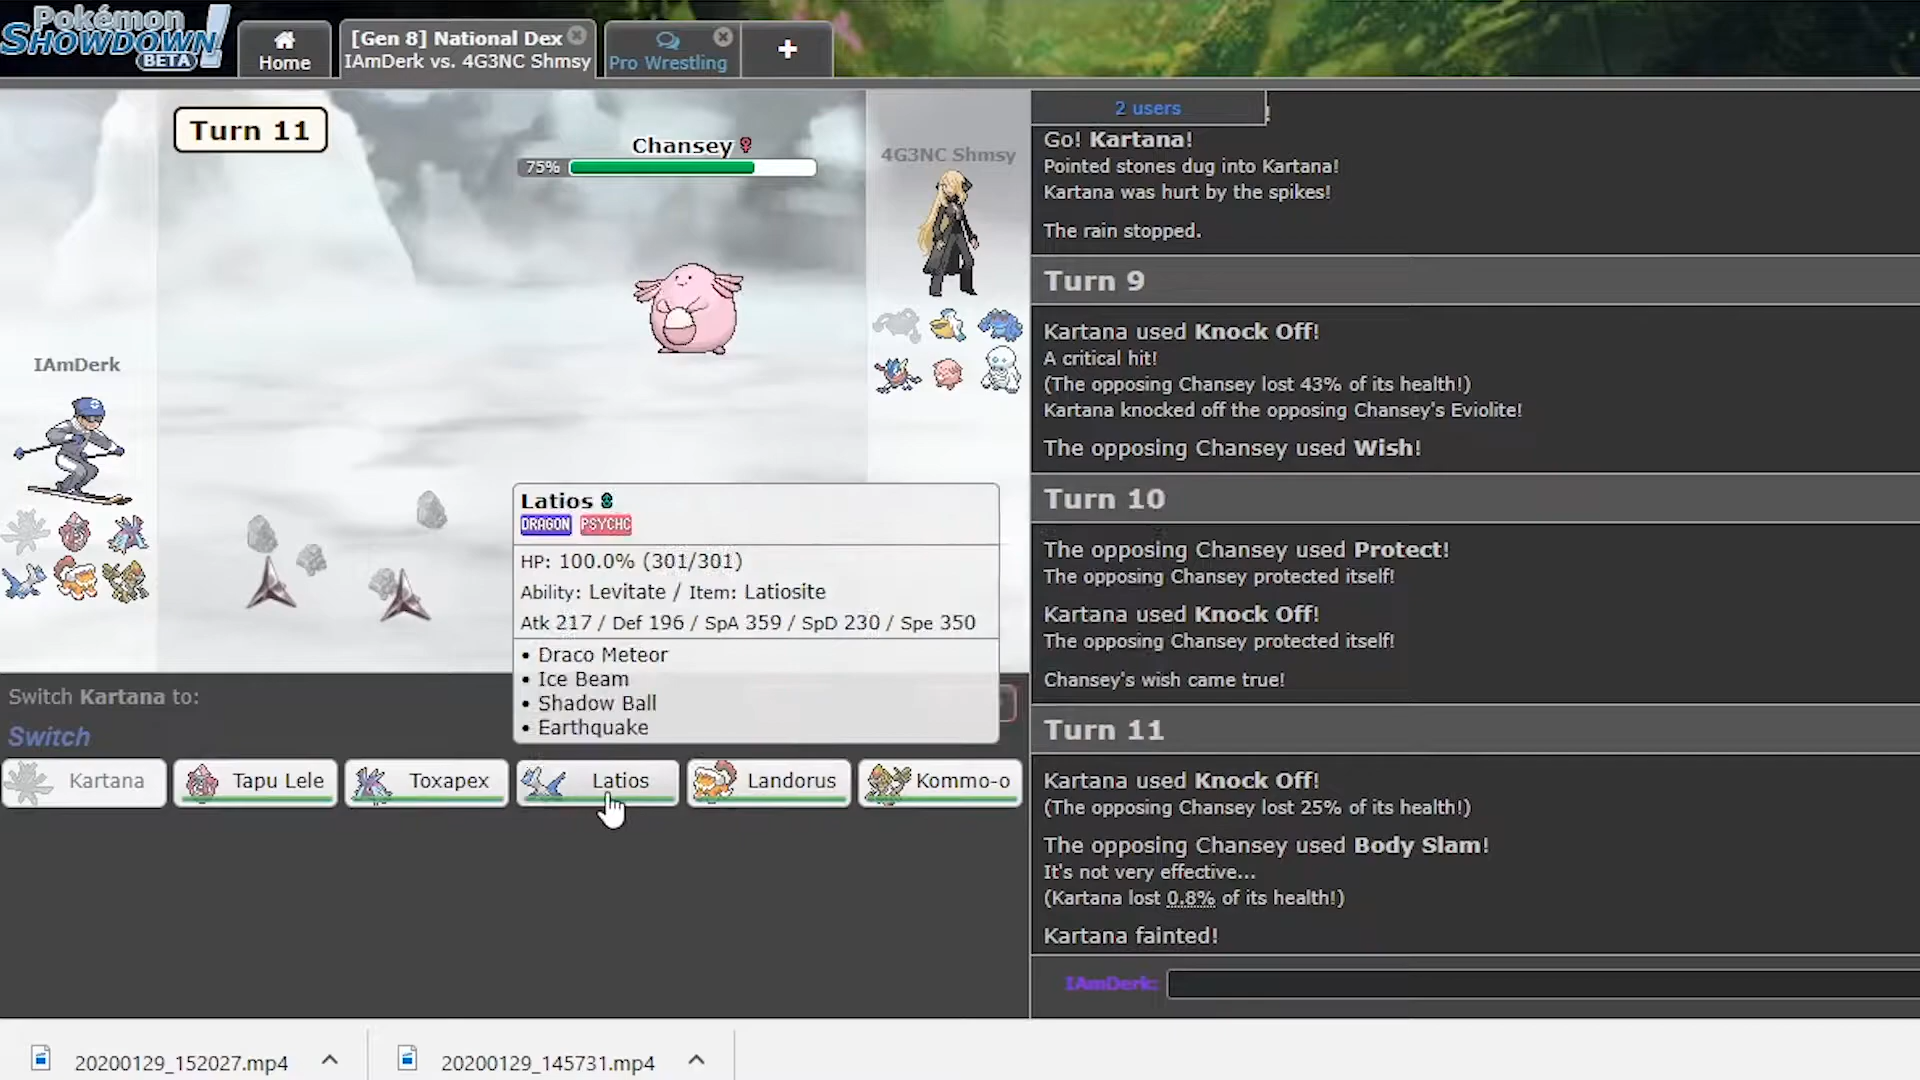 Pokémon
SHOWDOWN!
BETA
Home
[Gen 8] National Dex
IAmDerk vs. 4G3NC Shmsy
Pro Wrestling
+
Turn 11
Chansey
75%
4G3NC Shmsy
IAmDerk
Latios
DRAGON PSYCHC
HP: 100.0% (301/301)
Ability: Levitate / Item: Latiosite
Atk 217 / Def 196 / SpA 359 / SpD 230 / Spe 350
• Draco Meteor
• Ice Beam
• Shadow Ball
• Earthquake
Switch Kartana to:
Switch
Kartana
Tapu Lele
Toxapex
Latios
Landorus
Kommo-o
2 users
Go! Kartana!
Pointed stones dug into Kartana!
Kartana was hurt by the spikes!
The rain stopped.
Turn 9
Kartana used Knock Off!
A critical hit!
(The opposing Chansey lost 43% of its health!)
Kartana knocked off the opposing Chansey's Eviolite!
The opposing Chansey used Wish!
Turn 10
The opposing Chansey used Protect!
The opposing Chansey protected itself!
Kartana used Knock Off!
The opposing Chansey protected itself!
Chansey's wish came true!
Turn 11
Kartana used Knock Off!
(The opposing Chansey lost 25% of its health!)
The opposing Chansey used Body Slam!
It's not very effective...
(Kartana lost 0.8% of its health!)
Kartana fainted!
IAmDerk:
20200129_152027.mp4
20200129_145731.mp4